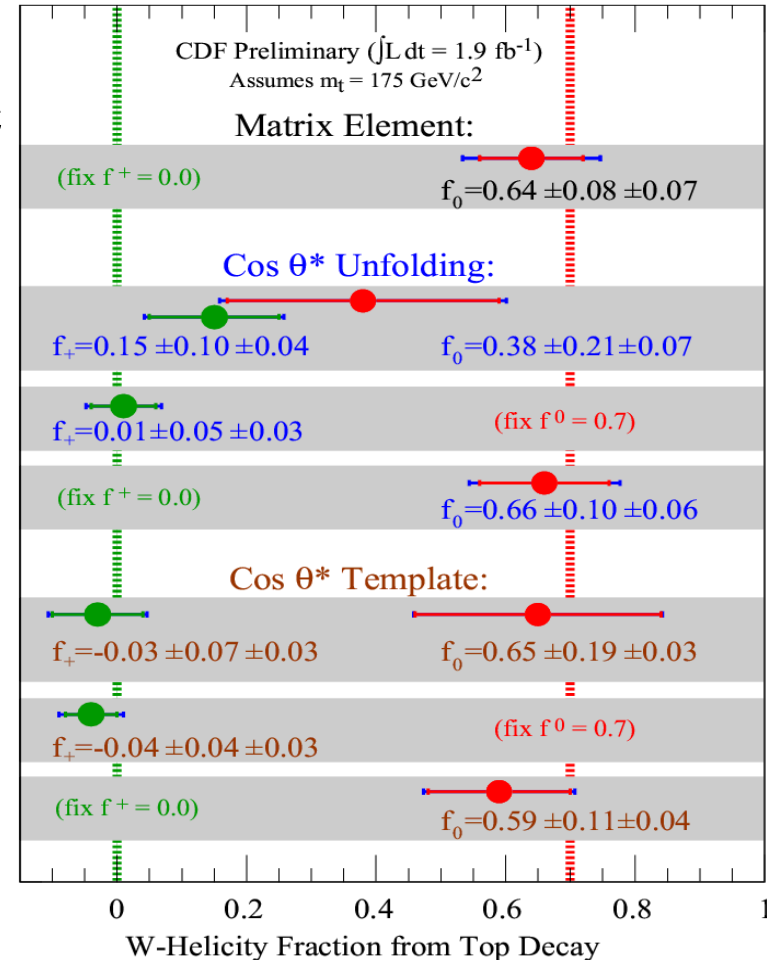 CDF Preliminary (∫L dt = 1.9 fb⁻¹)
Assumes mₜ = 175 GeV/c²
Matrix Element:
(fix f⁺ = 0.0)
f₀=0.64 ±0.08 ±0.07
Cos θ* Unfolding:
f₊=0.15 ±0.10 ±0.04 f₀=0.38 ±0.21±0.07
f₊=0.01±0.05 ±0.03 (fix f⁰ = 0.7)
(fix f⁺ = 0.0) f₀=0.66 ±0.10 ±0.06
Cos θ* Template:
f₊=-0.03 ±0.07 ±0.03 f₀=0.65 ±0.19 ±0.03
f₊=-0.04 ±0.04 ±0.03 (fix f⁰ = 0.7)
(fix f⁺ = 0.0) f₀=0.59 ±0.11±0.04
0 0.2 0.4 0.6 0.8 1
W-Helicity Fraction from Top Decay